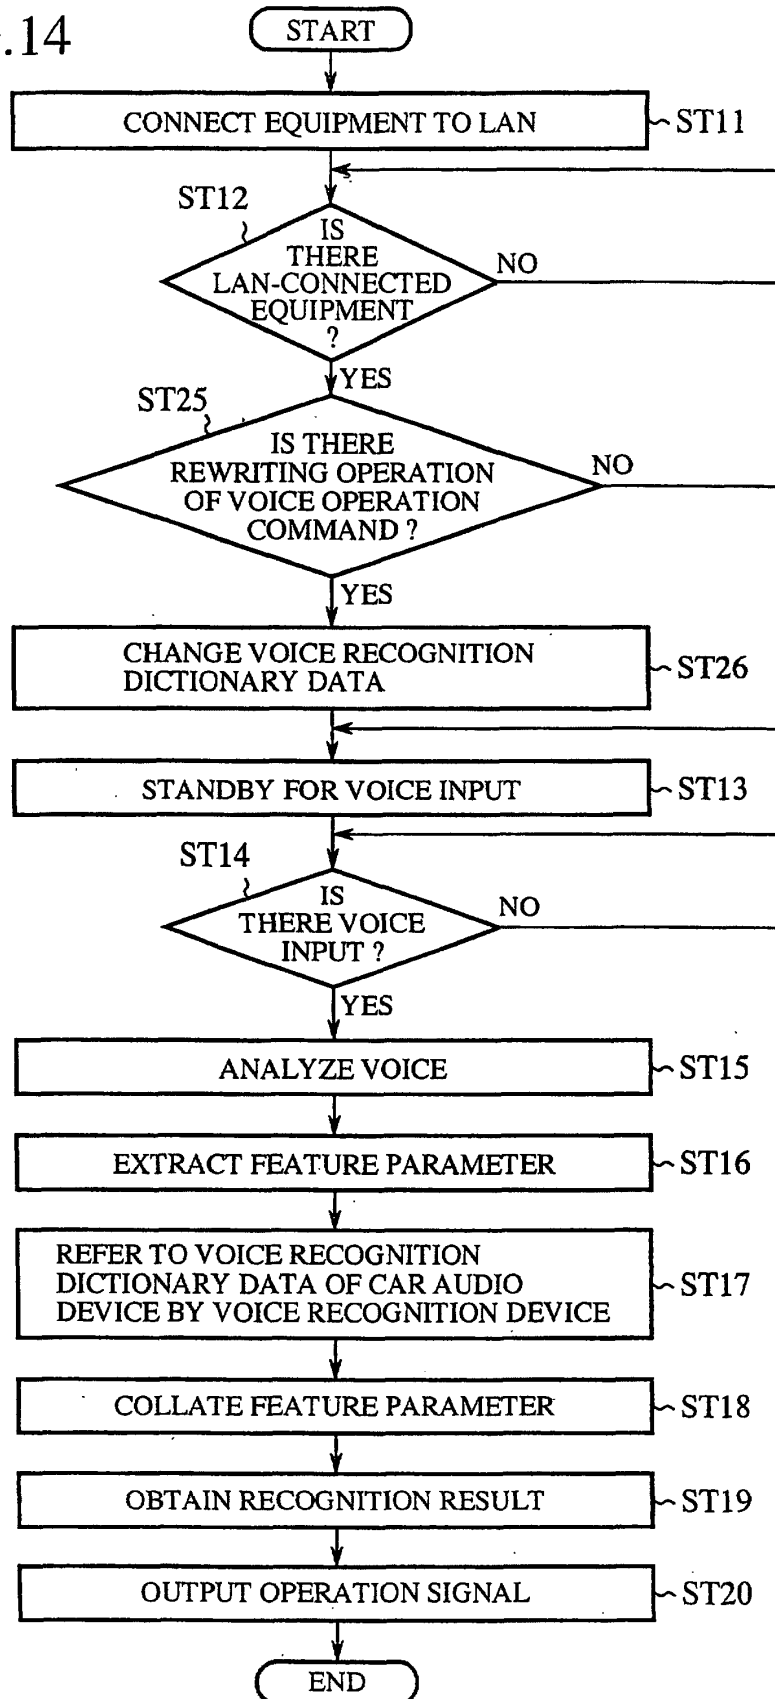 .14
START
CONNECT EQUIPMENT TO LAN
ST11
ST12
IS
THERE
LAN-CONNECTED
EQUIPMENT
?
NO
YES
ST25
IS THERE
REWRITING OPERATION
OF VOICE OPERATION
COMMAND ?
NO
YES
CHANGE VOICE RECOGNITION
DICTIONARY DATA
ST26
STANDBY FOR VOICE INPUT
ST13
ST14
IS
THERE VOICE
INPUT ?
NO
YES
ANALYZE VOICE
ST15
EXTRACT FEATURE PARAMETER
ST16
REFER TO VOICE RECOGNITION
DICTIONARY DATA OF CAR AUDIO
DEVICE BY VOICE RECOGNITION DEVICE
ST17
COLLATE FEATURE PARAMETER
ST18
OBTAIN RECOGNITION RESULT
ST19
OUTPUT OPERATION SIGNAL
ST20
END